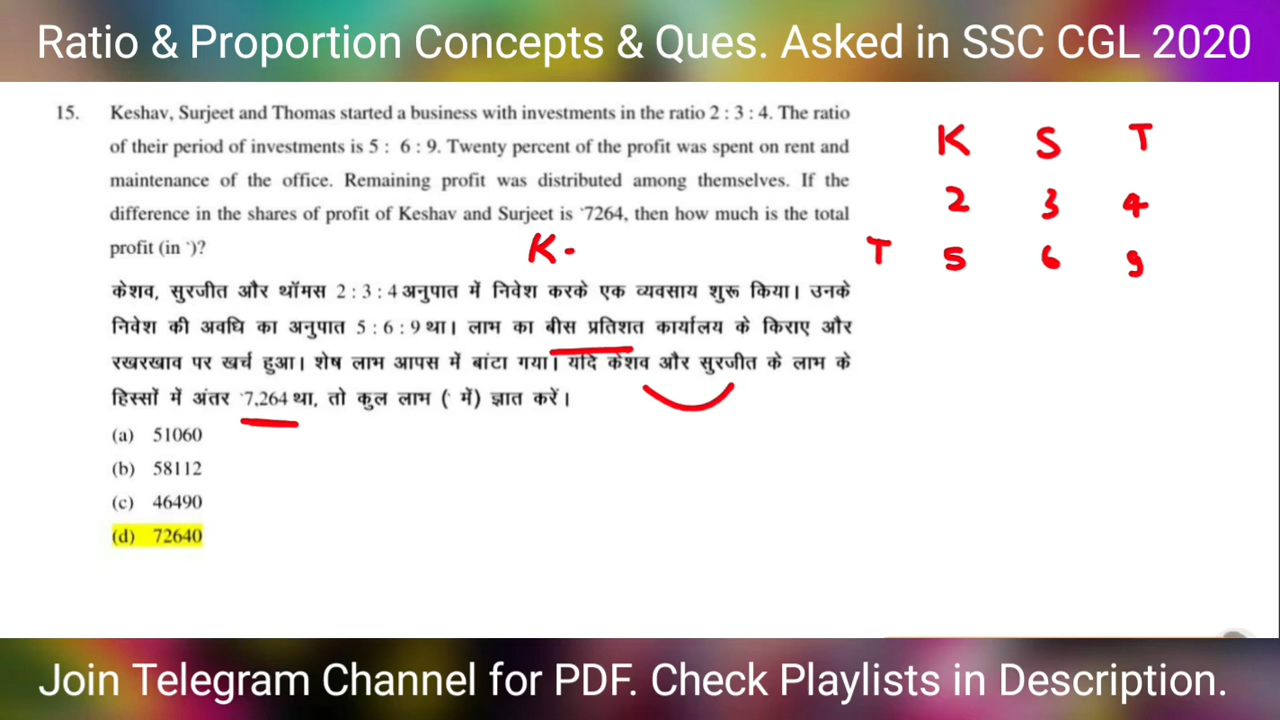 Ratio & Proportion Concepts & Ques. Asked in SSC CGL 2020
15. Keshav, Surjeet and Thomas started a business with investments in the ratio 2 : 3 : 4. The ratio
of their period of investments is 5 : 6 : 9. Twenty percent of the profit was spent on rent and
maintenance of the office. Remaining profit was distributed among themselves. If the
difference in the shares of profit of Keshav and Surjeet is `7264, then how much is the total
profit (in `)?
केशव, सुरजीत और थॉमस 2 : 3 : 4 अनुपात में निवेश करके एक व्यवसाय शुरू किया। उनके
निवेश की अवधि का अनुपात 5 : 6 : 9 था। लाभ का बीस प्रतिशत कार्यालय के किराए और
रखरखाव पर खर्च हुआ। शेष लाभ आपस में बांटा गया। यदि केशव और सुरजीत के लाभ के
हिस्सों में अंतर `7,264 था, तो कुल लाभ (` में) ज्ञात करें।
(a) 51060
(b) 58112
(c) 46490
(d) 72640
K S T
2 3 4
T 5 6 9
K -
Join Telegram Channel for PDF. Check Playlists in Description.